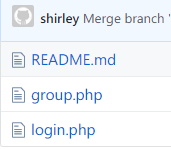 shirley Merge branch '
README.md
group.php
login.php